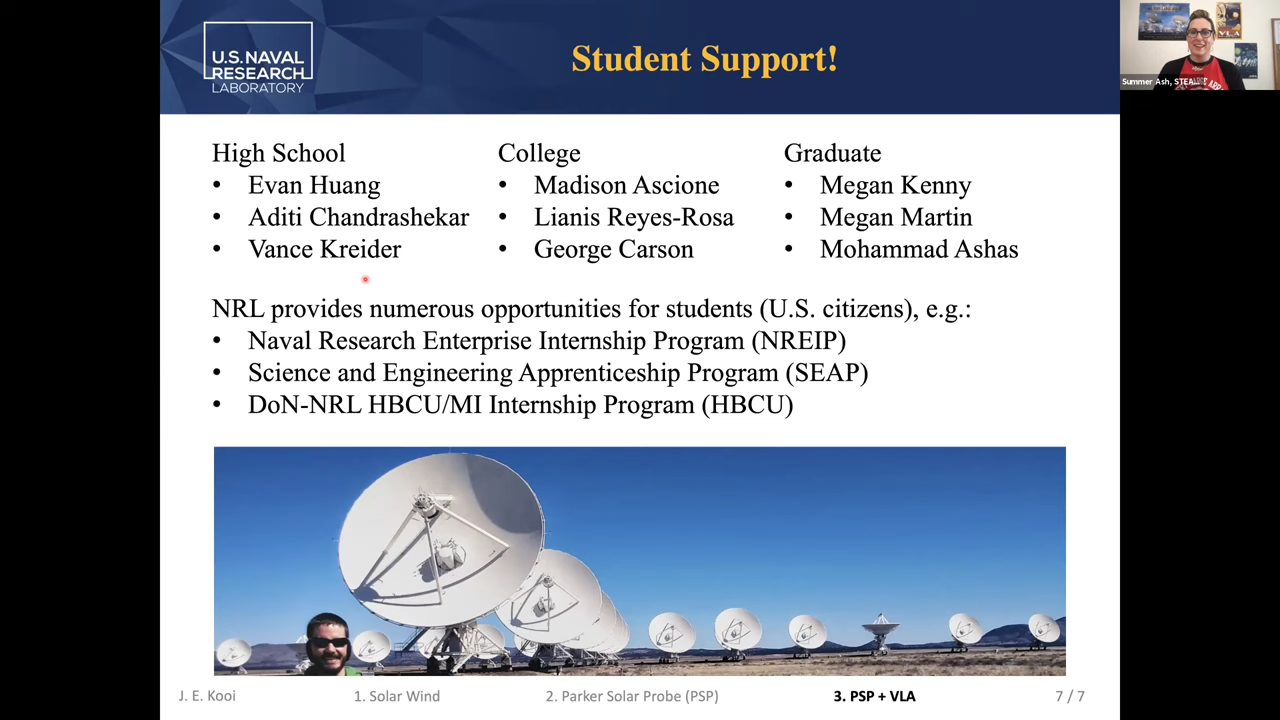 U.S. NAVAL
RESEARCH
LABORATORY
Student Support!
Summer Ash, STEA...
VLA
High School
• Evan Huang
• Aditi Chandrashekar
• Vance Kreider
College
• Madison Ascione
• Lianis Reyes-Rosa
• George Carson
Graduate
• Megan Kenny
• Megan Martin
• Mohammad Ashas
NRL provides numerous opportunities for students (U.S. citizens), e.g.:
• Naval Research Enterprise Internship Program (NREIP)
• Science and Engineering Apprenticeship Program (SEAP)
• DoN-NRL HBCU/MI Internship Program (HBCU)
J. E. Kooi
1. Solar Wind
2. Parker Solar Probe (PSP)
3. PSP + VLA
7 / 7